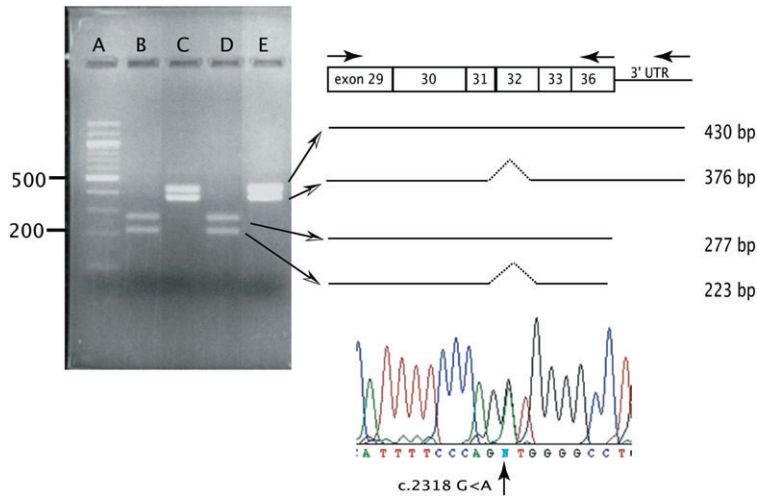 A B C D E
500
200
exon 29 30 31 32 33 36 3' UTR
430 bp
376 bp
277 bp
223 bp
C A T T T T C C C A G N T G G G G C C T
c.2318 G<A